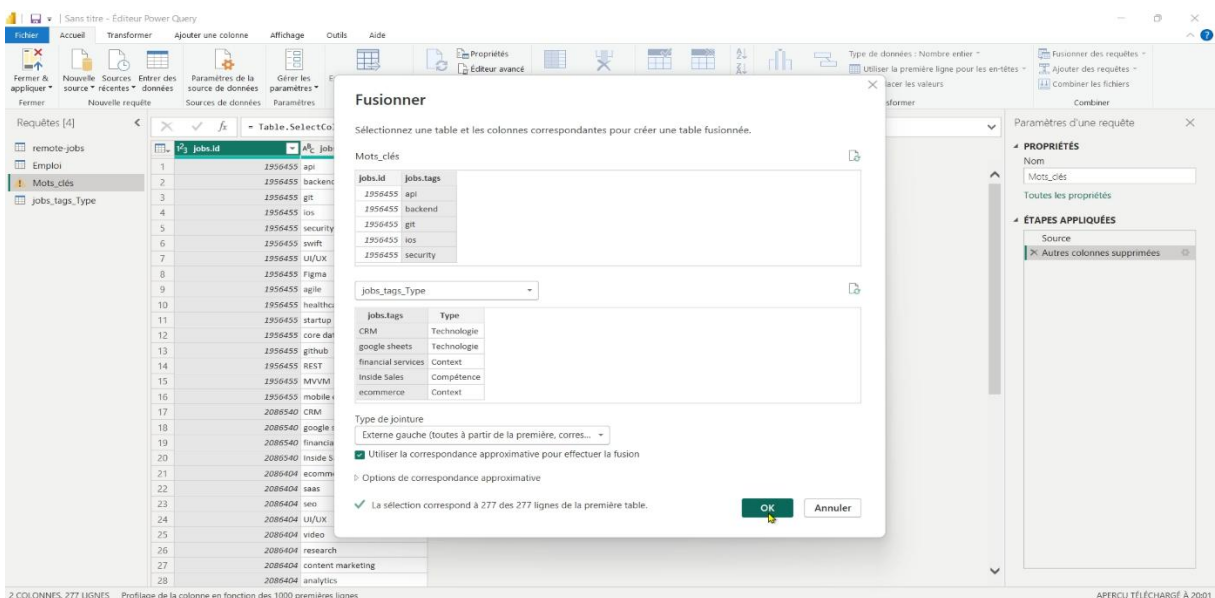 Sans titre - Éditeur Power Query
Fichier Accueil Transformer Ajouter une colonne Affichage Outils Aide
Fermer & appliquer
Nouvelle source
Sources récentes
Entrer des données
Paramètres de la source de données
Gérer les paramètres
Propriétés
Éditeur avancé
Type de données : Nombre entier
Utiliser la première ligne pour les en-têtes
lacer les valeurs
Fusionner des requêtes
Ajouter des requêtes
Combiner les fichiers
Fermer Nouvelle requête Sources de données Paramètres sformer Combiner
Requêtes [4]
remote-jobs
Emploi
Mots_clés
jobs_tags_Type
= Table.SelectCo
jobs.id job
1 1956455 api
2 1956455 backend
3 1956455 git
4 1956455 ios
5 1956455 security
6 1956455 swift
7 1956455 UI/UX
8 1956455 Figma
9 1956455 agile
10 1956455 healthc
11 1956455 startup
12 1956455 core dat
13 1956455 github
14 1956455 REST
15 1956455 MVVM
16 1956455 mobile
17 2086540 CRM
18 2086540 google s
19 2086540 financia
20 2086540 Inside S
21 2086404 ecomm
22 2086404 saas
23 2086404 seo
24 2086404 UI/UX
25 2086404 video
26 2086404 research
27 2086404 content marketing
28 2086404 analytics
Fusionner
Sélectionnez une table et les colonnes correspondantes pour créer une table fusionnée.
Mots_clés
jobs.id jobs.tags
1956455 api
1956455 backend
1956455 git
1956455 ios
1956455 security
jobs_tags_Type
jobs.tags Type
CRM Technologie
google sheets Technologie
financial services Context
Inside Sales Compétence
ecommerce Context
Type de jointure
Externe gauche (toutes à partir de la première, corres...
Utiliser la correspondance approximative pour effectuer la fusion
Options de correspondance approximative
La sélection correspond à 277 des 277 lignes de la première table.
OK Annuler
Paramètres d'une requête
PROPRIÉTÉS
Nom
Mots_clés
Toutes les propriétés
ÉTAPES APPLIQUÉES
Source
Autres colonnes supprimées
2 COLONNES, 277 LIGNES Profilage de la colonne en fonction des 1000 premières lignes APERÇU TÉLÉCHARGÉ À 20:01